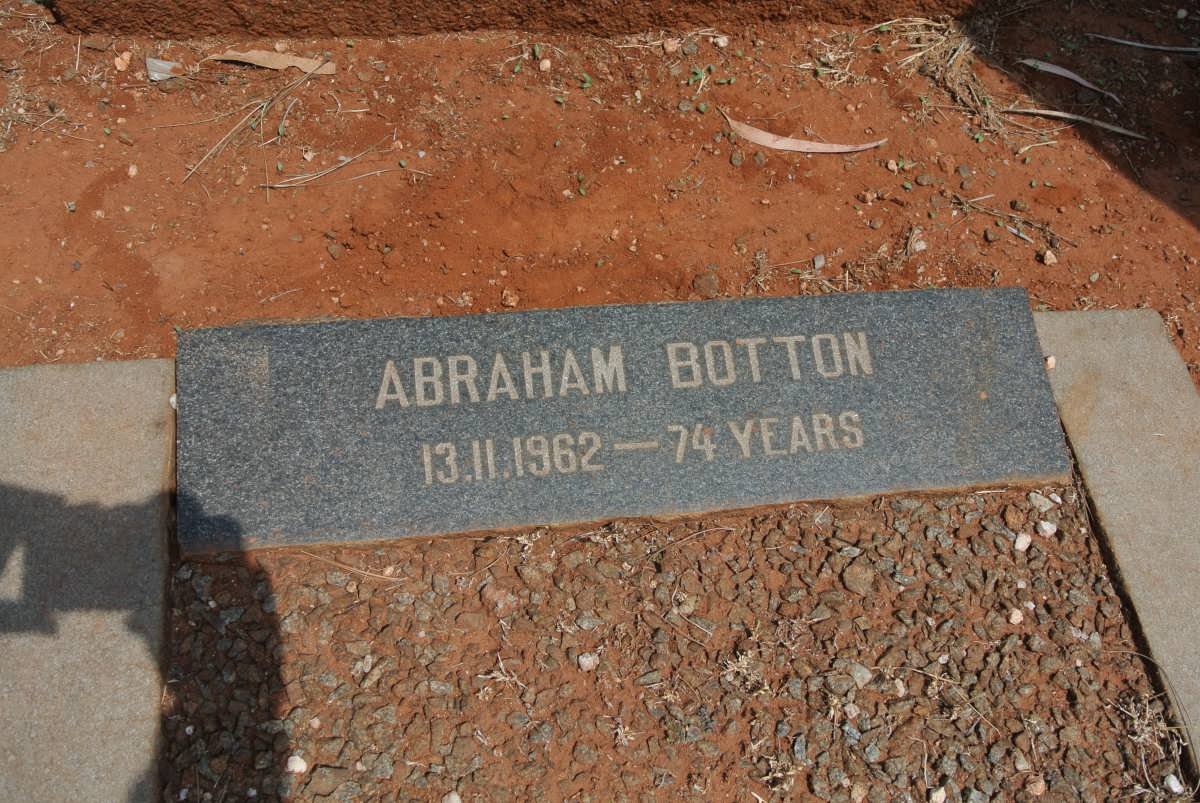 ABRAHAM BOTTON
13.11.1962 — 74 YEARS